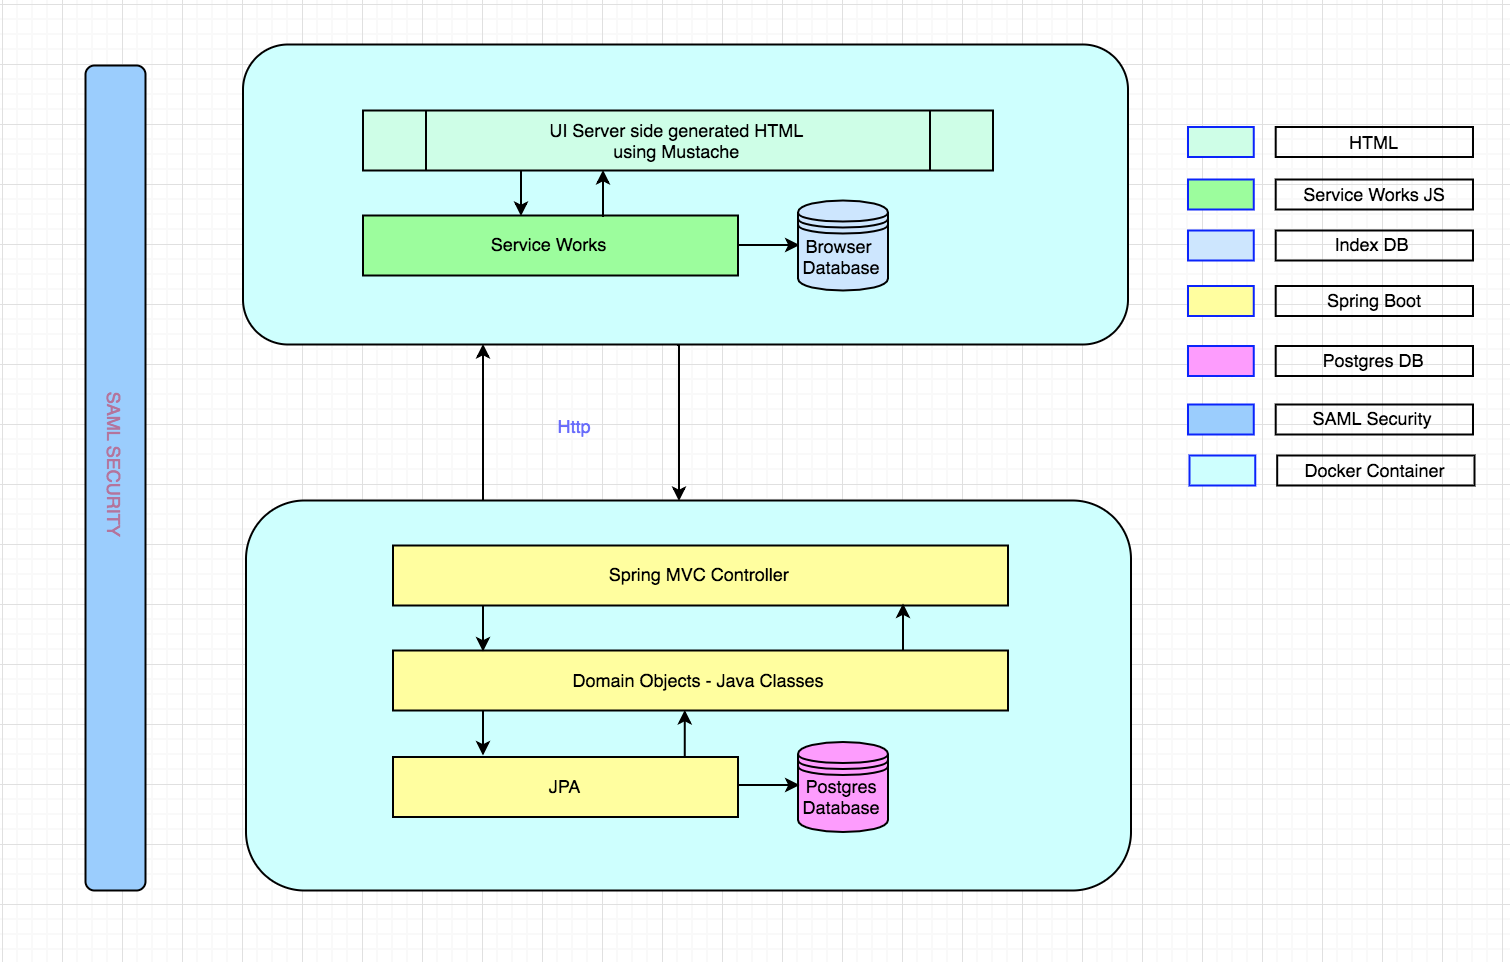 UI Server side generated HTML
using Mustache
Service Works
Browser
Database
Http
SAML SECURITY
Spring MVC Controller
Domain Objects - Java Classes
JPA
Postgres
Database
HTML
Service Works JS
Index DB
Spring Boot
Postgres DB
SAML Security
Docker Container